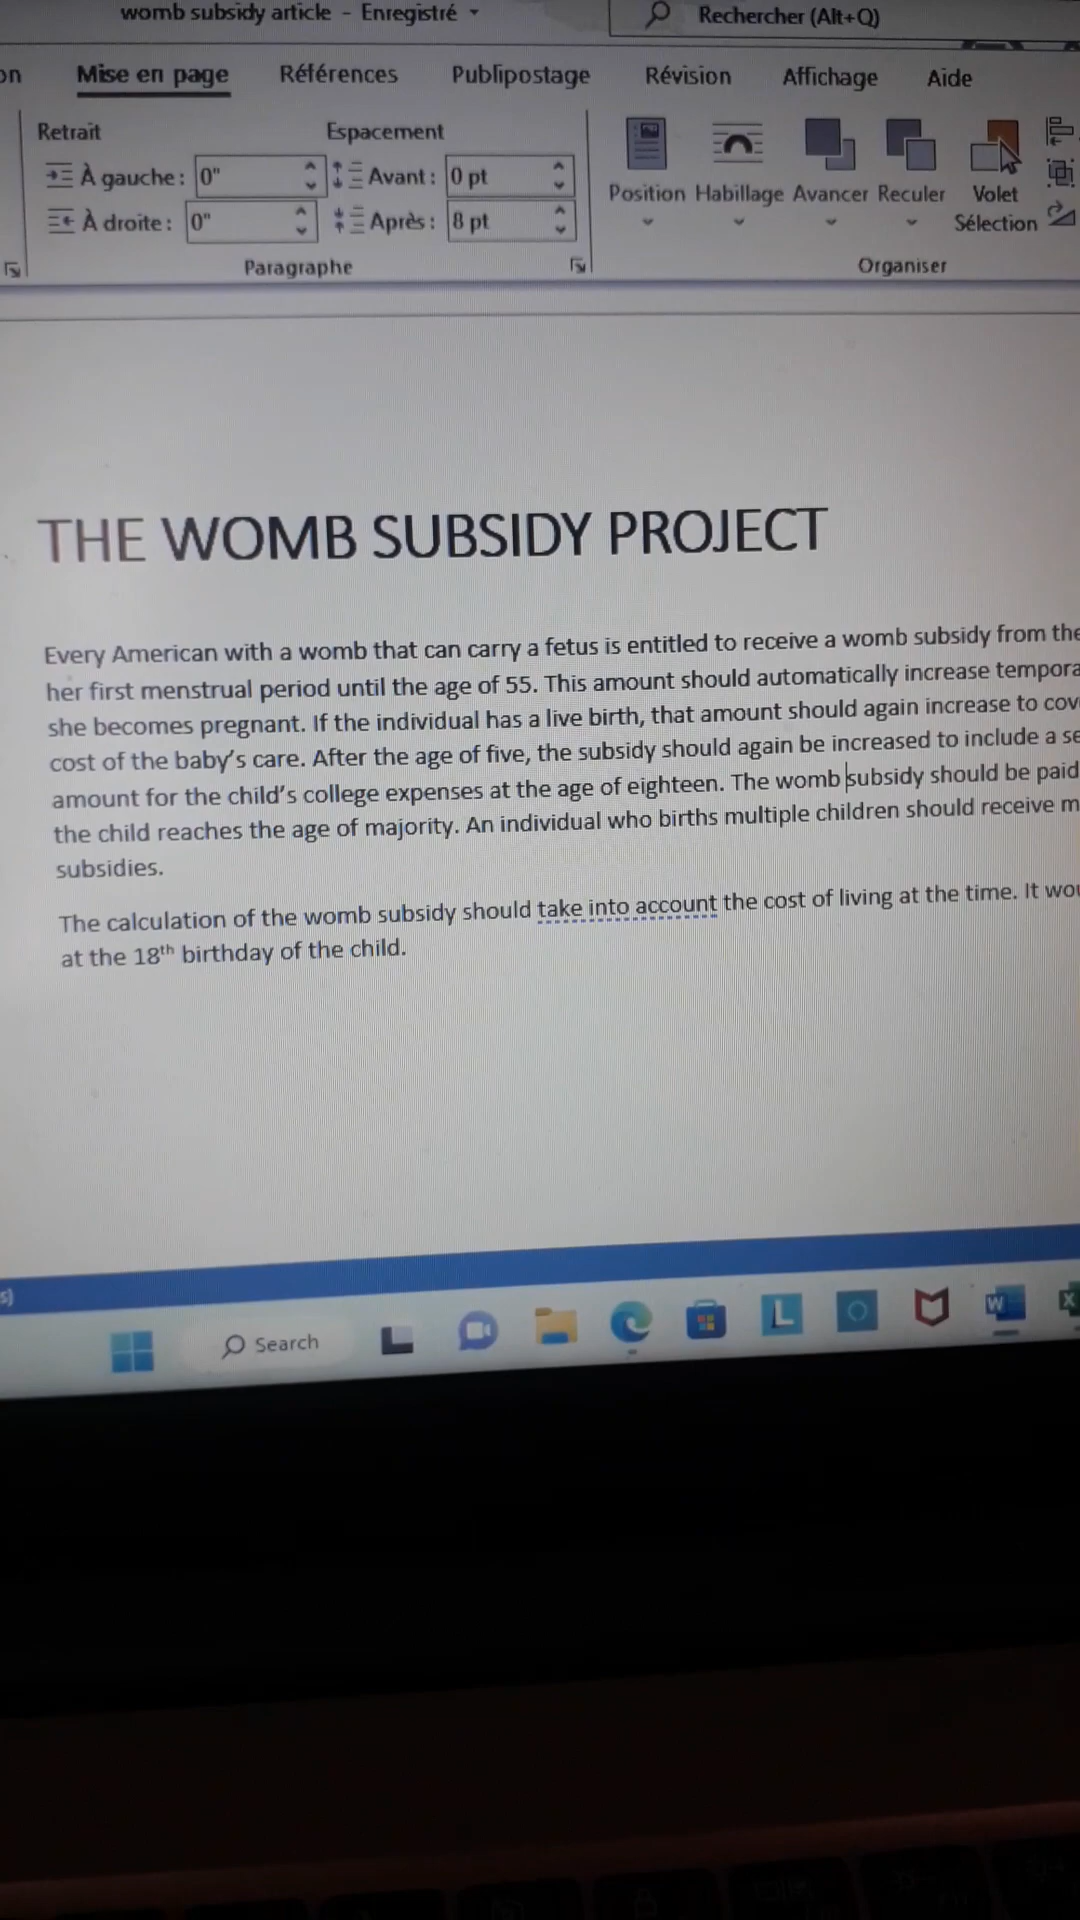 womb subsidy article - Enregistré
Rechercher (Alt+Q)
on Mise en page Références Publipostage Révision Affichage Aide
Retrait Espacement
À gauche : 0" Avant : 0 pt
À droite : 0" Après : 8 pt
Position Habillage Avancer Reculer Volet
Sélection
Paragraphe Organiser
THE WOMB SUBSIDY PROJECT
Every American with a womb that can carry a fetus is entitled to receive a womb subsidy from the
her first menstrual period until the age of 55. This amount should automatically increase tempora
she becomes pregnant. If the individual has a live birth, that amount should again increase to cov
cost of the baby's care. After the age of five, the subsidy should again be increased to include a se
amount for the child's college expenses at the age of eighteen. The womb subsidy should be paid
the child reaches the age of majority. An individual who births multiple children should receive m
subsidies.
The calculation of the womb subsidy should take into account the cost of living at the time. It wou
at the 18th birthday of the child.
s)
Search
L
W
X